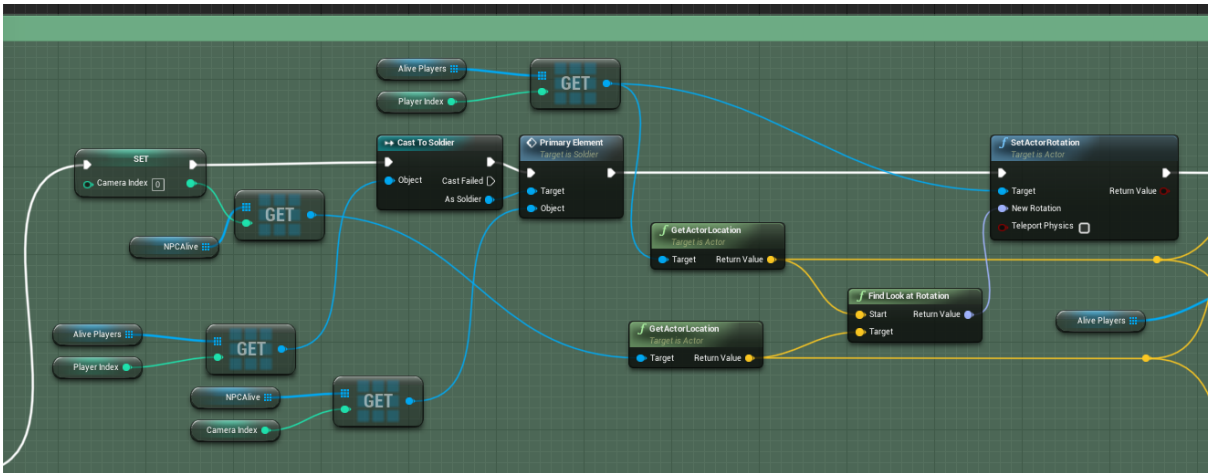 Alive Players
GET
Player Index
SET
Camera Index 0
Cast To Soldier
Object
Cast Failed
As Soldier
Primary Element
Target is Soldier
Target
Object
SetActorRotation
Target is Actor
Target
Return Value
New Rotation
Teleport Physics
GET
NPCAlive
GetActorLocation
Target is Actor
Target
Return Value
Find Look at Rotation
Start
Return Value
Target
GetActorLocation
Target is Actor
Target
Return Value
Alive Players
Alive Players
GET
Player Index
NPCAlive
GET
Camera Index